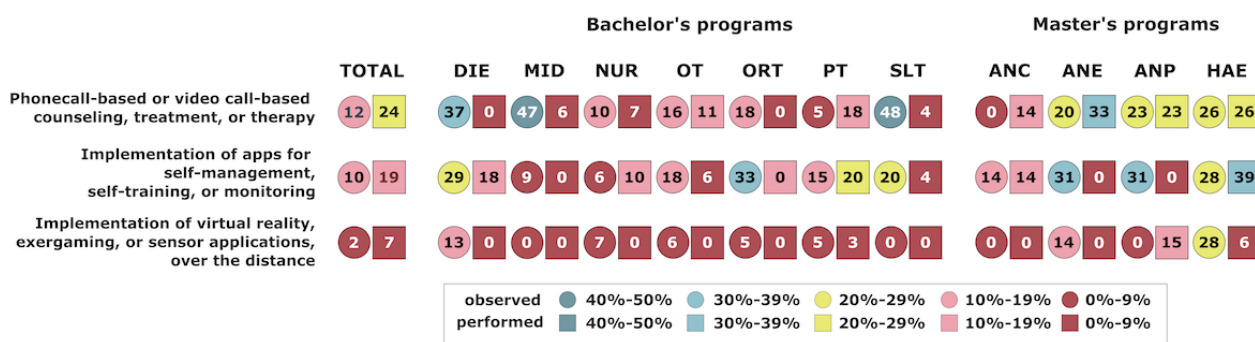 Bachelor's programs Master's programs
TOTAL DIE MID NUR OT ORT PT SLT ANC ANE ANP HAE
Phonecall-based or video call-based
counseling, treatment, or therapy
12 24 37 0 47 6 10 7 16 11 18 0 5 18 48 4 0 14 20 33 23 23 26 26
Implementation of apps for
self-management,
self-training, or monitoring
10 19 29 18 9 0 6 10 18 6 33 0 15 20 20 4 14 14 31 0 31 0 28 39
Implementation of virtual reality,
exergaming, or sensor applications,
over the distance
2 7 13 0 0 0 7 0 6 0 5 0 5 3 0 0 0 0 14 0 0 15 28 6
observed 40%-50% 30%-39% 20%-29% 10%-19% 0%-9%
performed 40%-50% 30%-39% 20%-29% 10%-19% 0%-9%